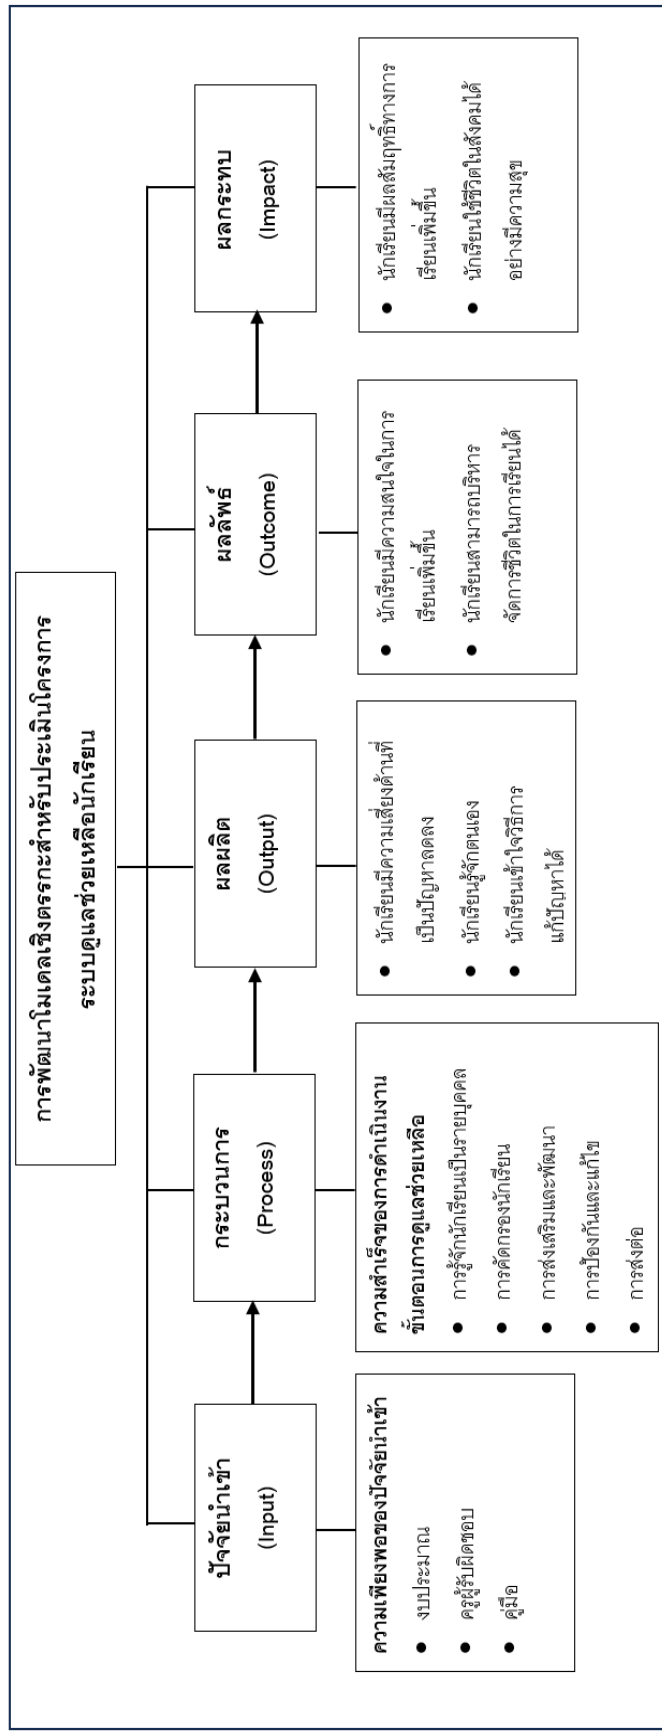 การพัฒนาโมเดลเชิงตรรกะสำหรับประเมินโครงการ
ระบบดูแลช่วยเหลือนักเรียน
ปัจจัยนำเข้า
(Input)
กระบวนการ
(Process)
ผลผลิต
(Output)
ผลลัพธ์
(Outcome)
ผลกระทบ
(Impact)
ความเพียงพอของปัจจัยนำเข้า
● งบประมาณ
● ครูผู้รับผิดชอบ
● คู่มือ
ความสำเร็จของการดำเนินงาน
ขั้นตอนการดูแลช่วยเหลือ
● การรู้จักนักเรียนเป็นรายบุคคล
● การคัดกรองนักเรียน
● การส่งเสริมและพัฒนา
● การป้องกันและแก้ไข
● การส่งต่อ
● นักเรียนมีความเสี่ยงด้านที่
เป็นปัญหาลดลง
● นักเรียนรู้จักตนเอง
● นักเรียนเข้าใจวิธีการ
แก้ปัญหาได้
● นักเรียนมีความสนใจในการ
เรียนเพิ่มขึ้น
● นักเรียนสามารถบริหาร
จัดการชีวิตในการเรียนได้
● นักเรียนมีผลสัมฤทธิ์ทางการ
เรียนเพิ่มขึ้น
● นักเรียนใช้ชีวิตในสังคมได้
อย่างมีความสุข